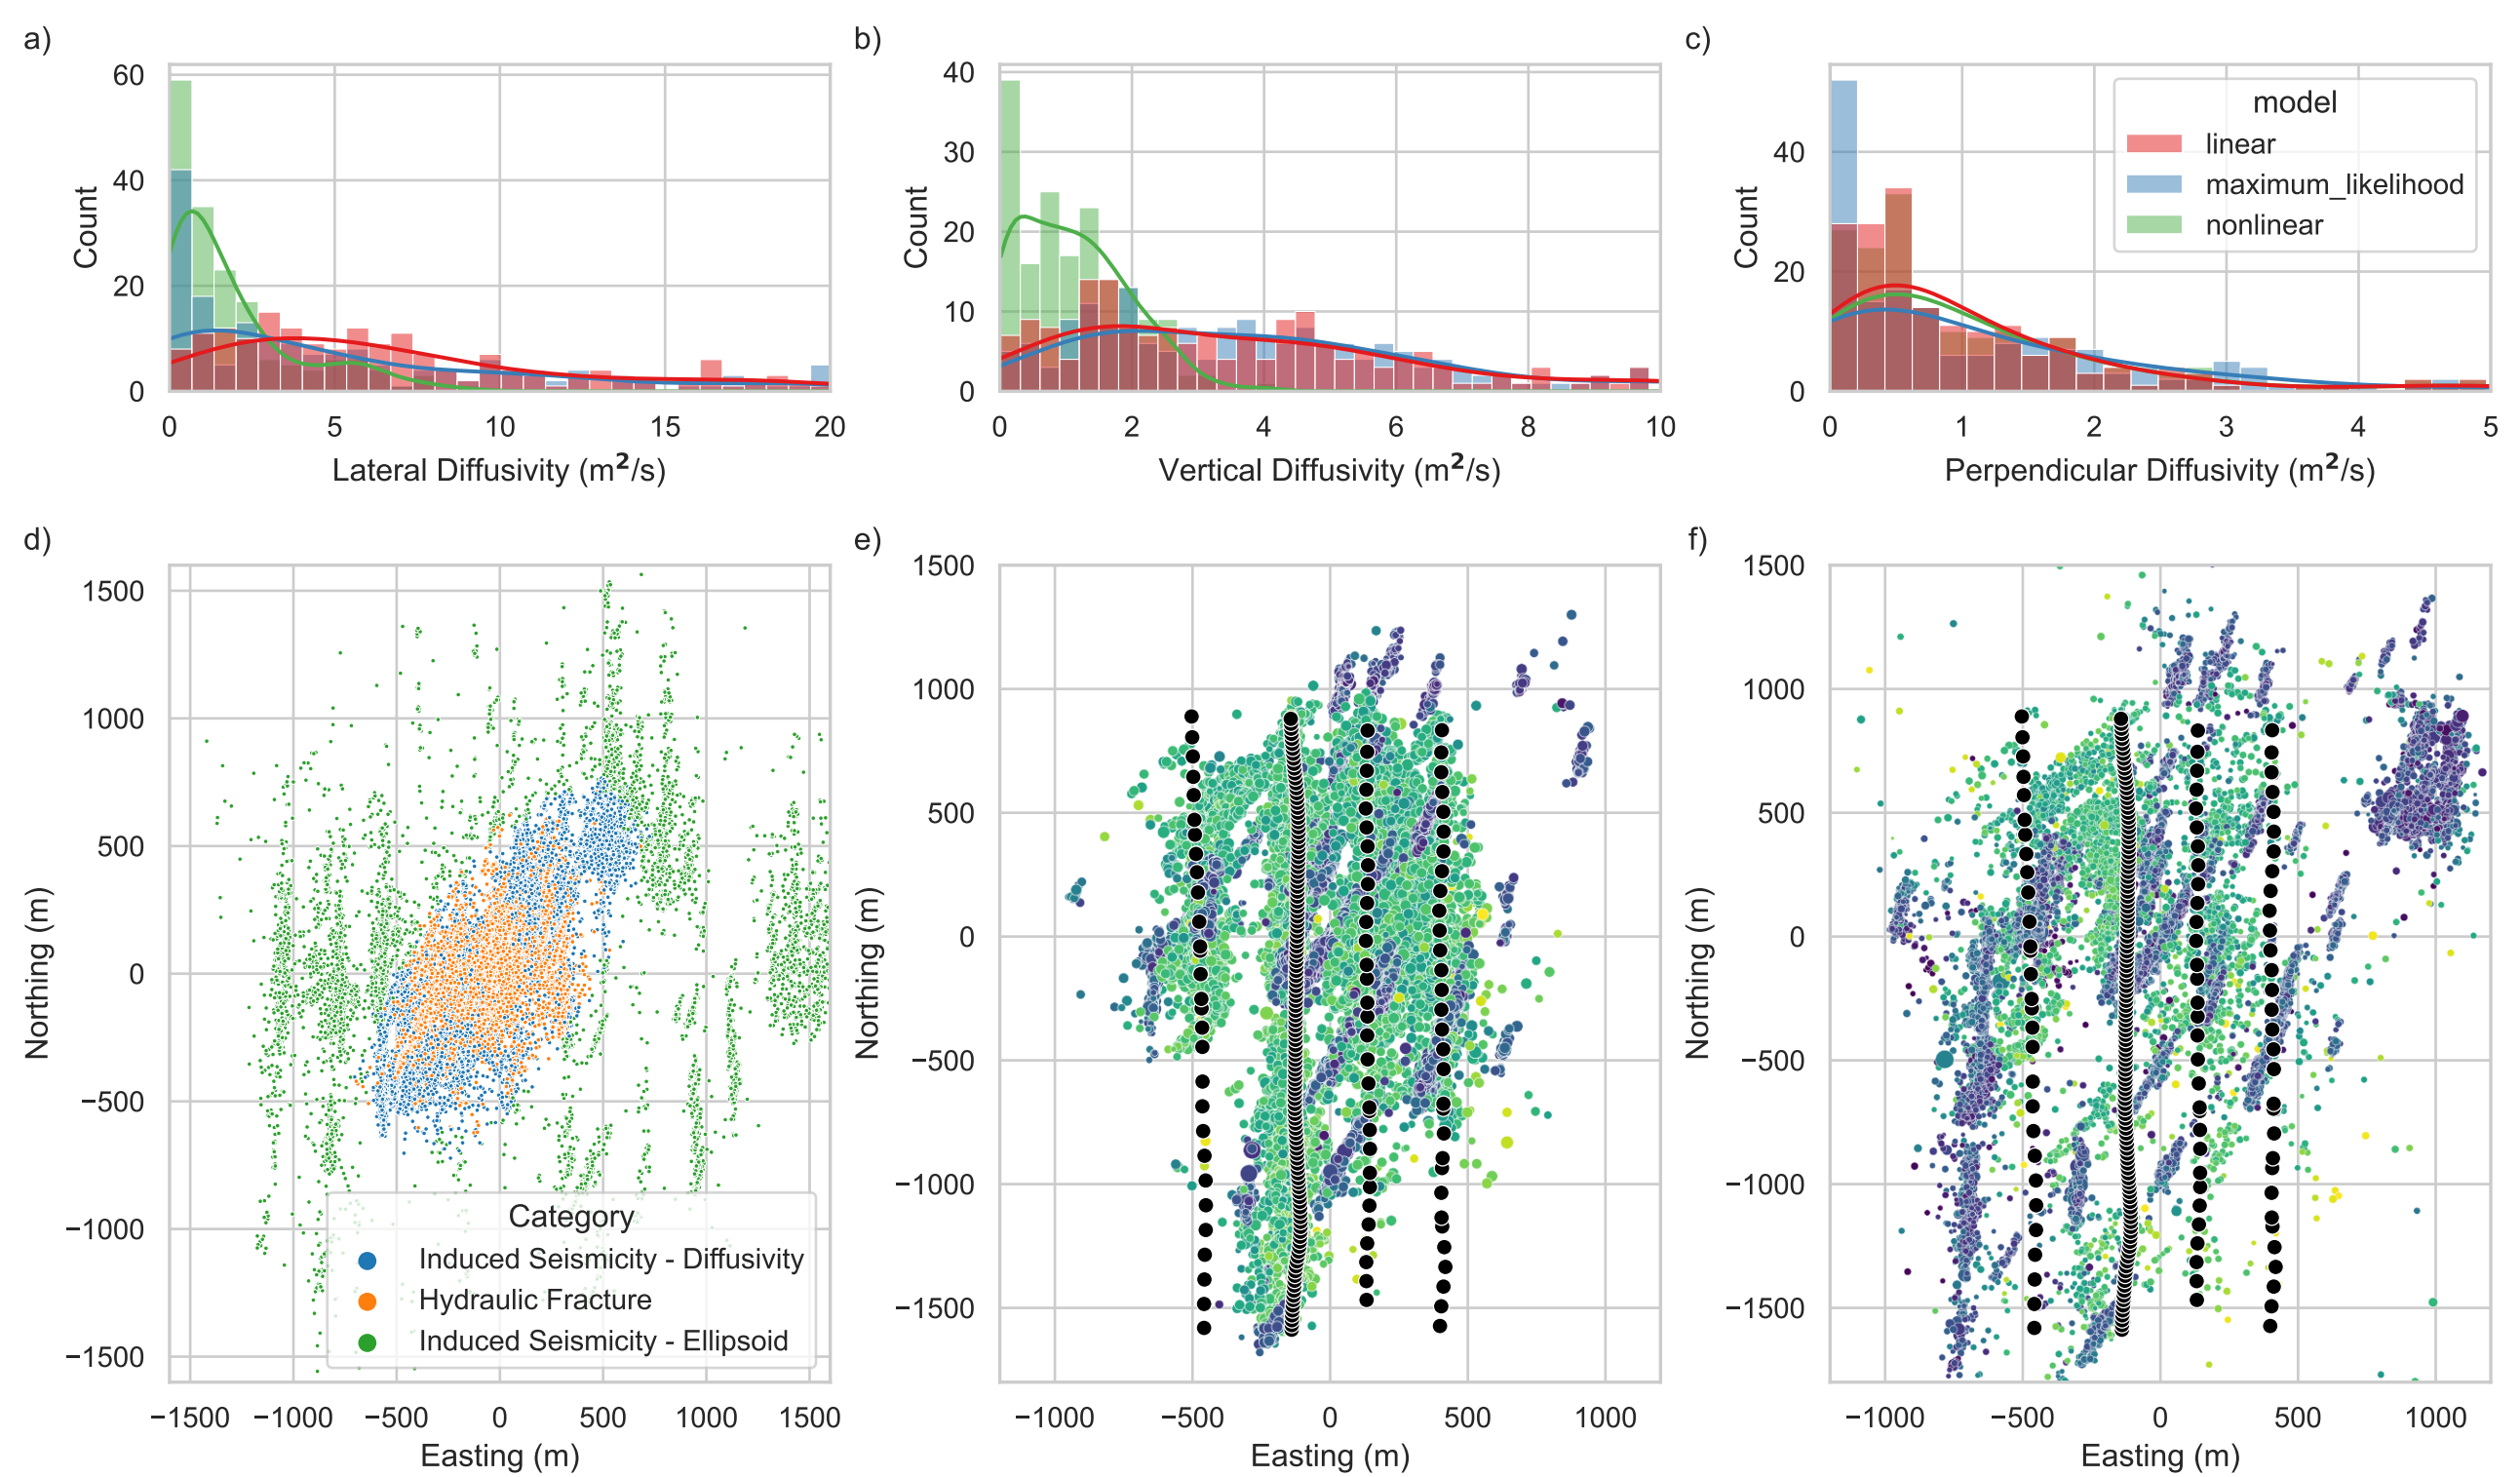 a)
60
40
20
0
Count
0 5 10 15 20
Lateral Diffusivity (m²/s)
b)
40
30
20
10
0
Count
0 2 4 6 8 10
Vertical Diffusivity (m²/s)
c)
40
20
0
Count
model
linear
maximum_likelihood
nonlinear
0 1 2 3 4 5
Perpendicular Diffusivity (m²/s)
d)
1500
1000
500
0
−500
−1000
−1500
Northing (m)
Category
Induced Seismicity - Diffusivity
Hydraulic Fracture
Induced Seismicity - Ellipsoid
−1500 −1000 −500 0 500 1000 1500
Easting (m)
e)
1500
1000
500
0
−500
−1000
−1500
Northing (m)
−1000 −500 0 500 1000
Easting (m)
f)
1500
1000
500
0
−500
−1000
−1500
Northing (m)
−1000 −500 0 500 1000
Easting (m)